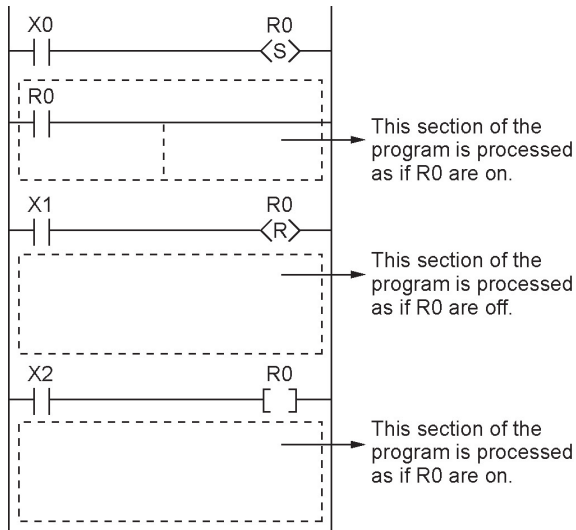 X0 R0
S
R0
This section of the
program is processed
as if R0 are on.
X1 R0
R
This section of the
program is processed
as if R0 are off.
X2 R0
This section of the
program is processed
as if R0 are on.